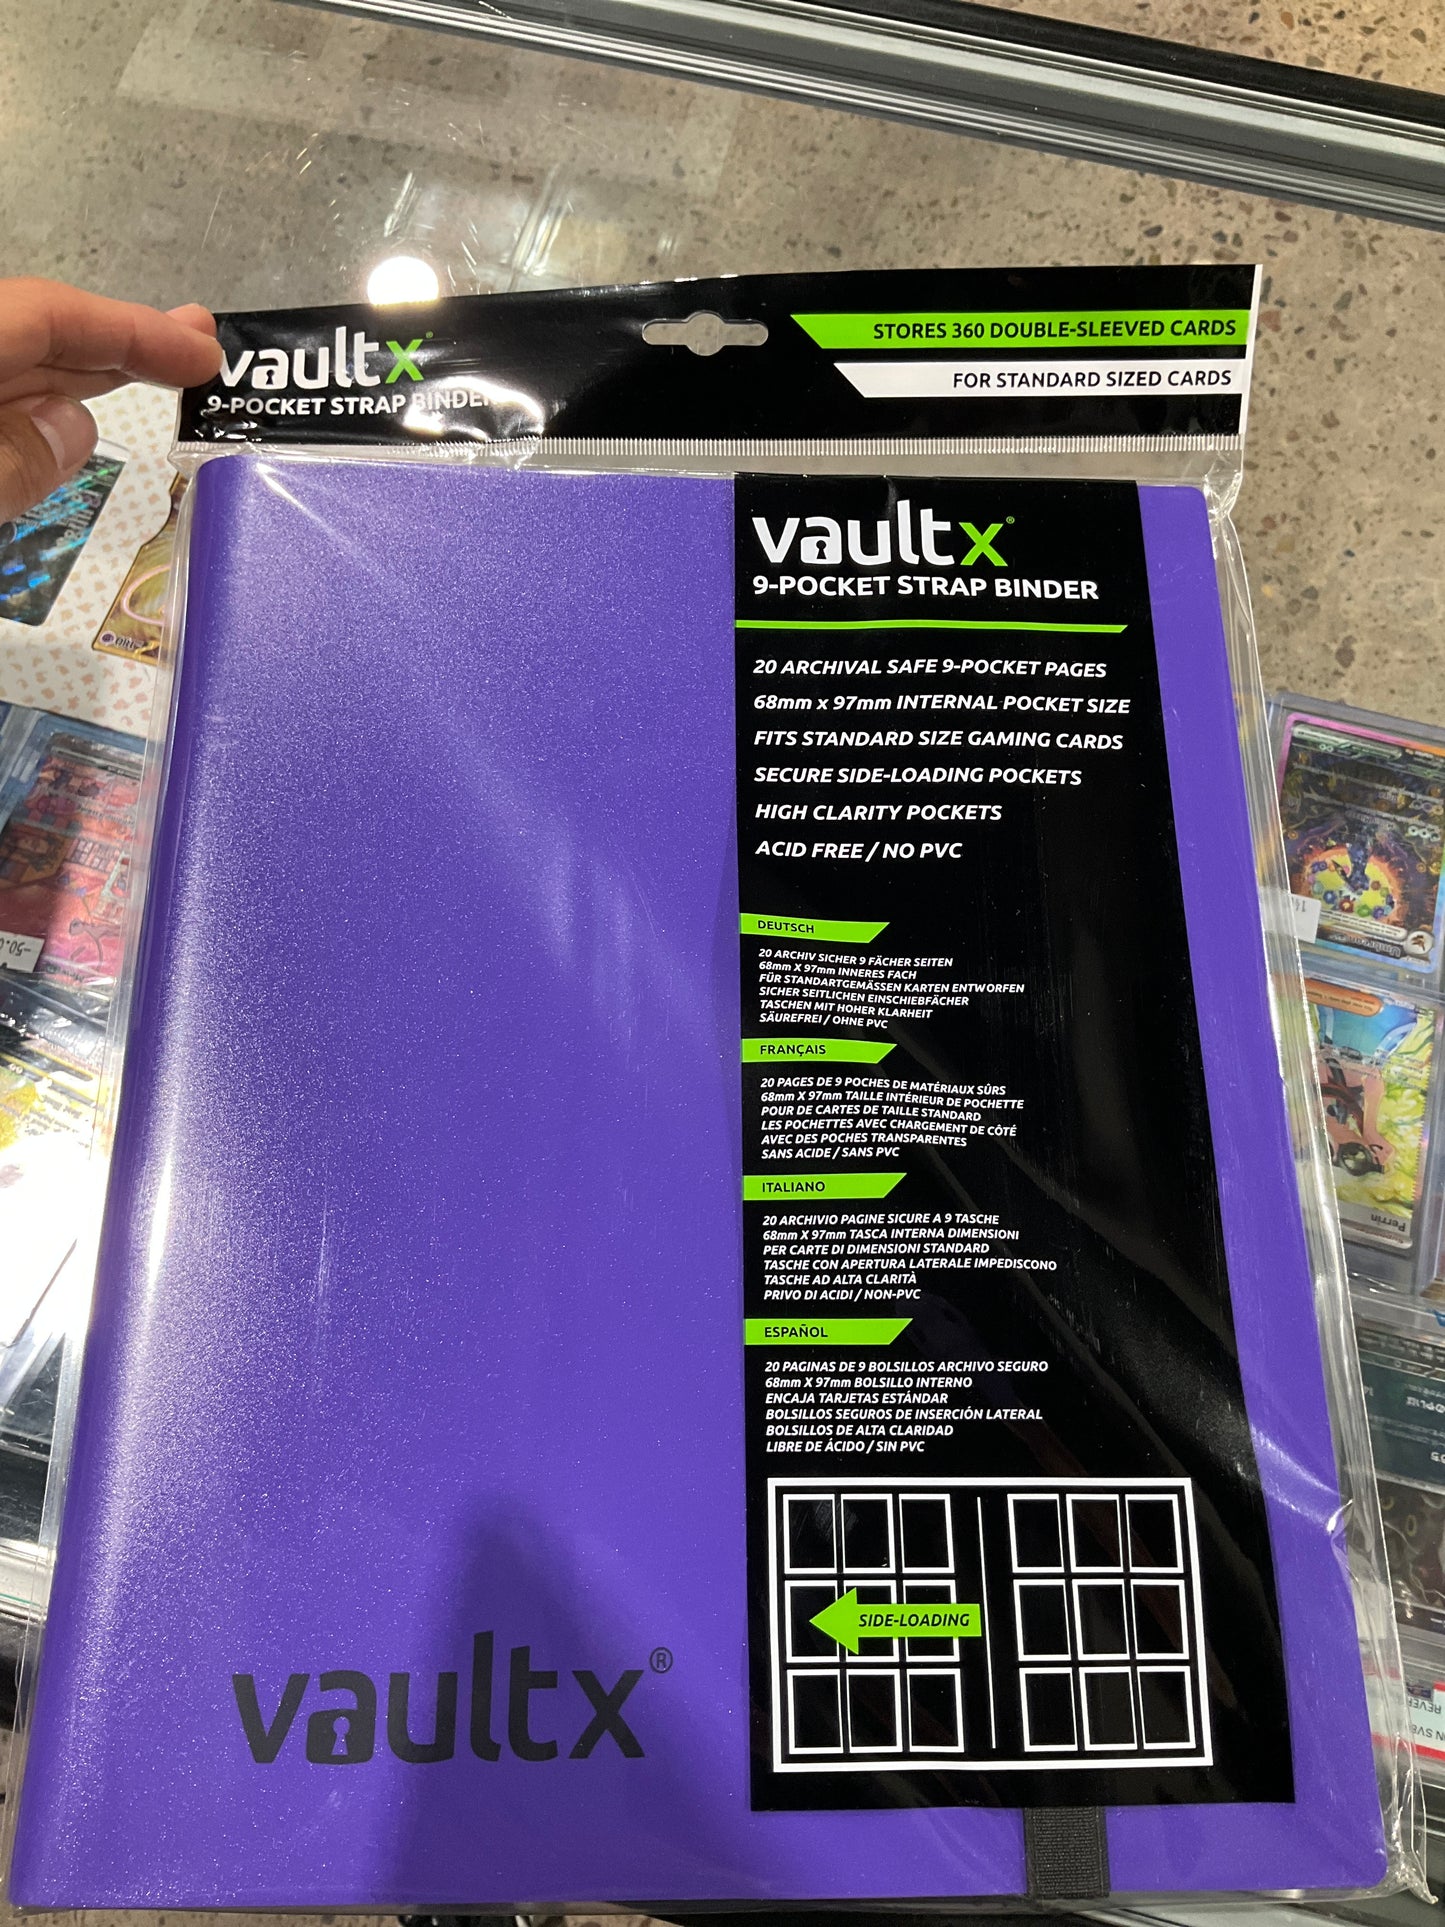 vaultx®
9-POCKET STRAP BINDER
STORES 360 DOUBLE-SLEEVED CARDS
FOR STANDARD SIZED CARDS
vaultx®
9-POCKET STRAP BINDER
20 ARCHIVAL SAFE 9-POCKET PAGES
68mm x 97mm INTERNAL POCKET SIZE
FITS STANDARD SIZE GAMING CARDS
SECURE SIDE-LOADING POCKETS
HIGH CLARITY POCKETS
ACID FREE / NO PVC
DEUTSCH
20 ARCHIV SICHER 9 FÄCHER SEITEN
68mm X 97mm INNERES FACH
FÜR STANDARTGEMÄSSEN KARTEN ENTWORFEN
SICHER SEITLICHEN EINSCHIEBFÄCHER
TASCHEN MIT HOHER KLARHEIT
SÄUREFREI / OHNE PVC
FRANÇAIS
20 PAGES DE 9 POCHES DE MATÉRIAUX SÛRS
68mm X 97mm TAILLE INTÉRIEUR DE POCHETTE
POUR DE CARTES DE TAILLE STANDARD
LES POCHETTES AVEC CHARGEMENT DE CÔTÉ
AVEC DES POCHES TRANSPARENTES
SANS ACIDE / SANS PVC
ITALIANO
20 ARCHIVIO PAGINE SICURE A 9 TASCHE
68mm X 97mm TASCA INTERNA DIMENSIONI
PER CARTE DI DIMENSIONI STANDARD
TASCHE CON APERTURA LATERALE IMPEDISCONO
TASCHE AD ALTA CLARITÀ
PRIVO DI ACIDI / NON-PVC
ESPAÑOL
20 PAGINAS DE 9 BOLSILLOS ARCHIVO SEGURO
68mm X 97mm BOLSILLO INTERNO
ENCAJA TARJETAS ESTÁNDAR
BOLSILLOS SEGUROS DE INSERCIÓN LATERAL
BOLSILLOS DE ALTA CLARIDAD
LIBRE DE ÁCIDO / SIN PVC
SIDE-LOADING
vaultx®
Perrin